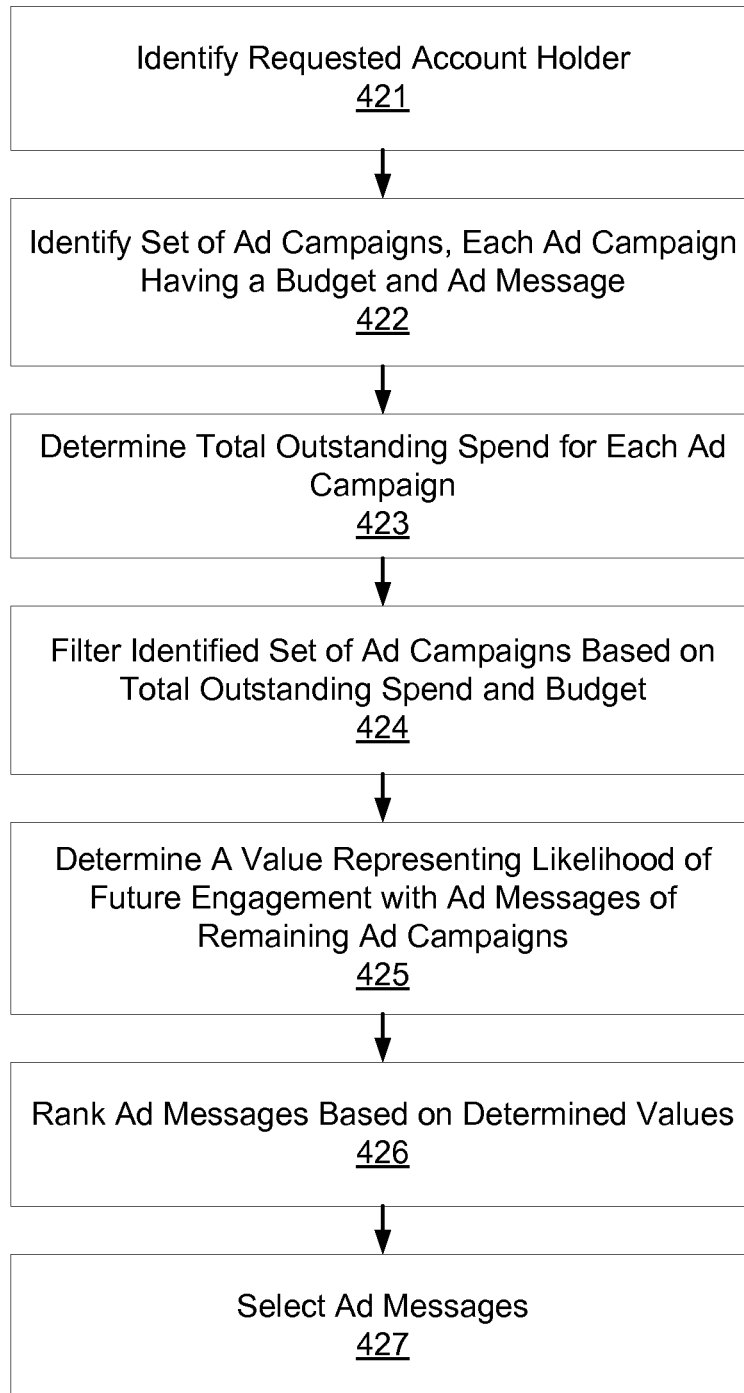 Identify Requested Account Holder
421
Identify Set of Ad Campaigns, Each Ad Campaign
Having a Budget and Ad Message
422
Determine Total Outstanding Spend for Each Ad
Campaign
423
Filter Identified Set of Ad Campaigns Based on
Total Outstanding Spend and Budget
424
Determine A Value Representing Likelihood of
Future Engagement with Ad Messages of
Remaining Ad Campaigns
425
Rank Ad Messages Based on Determined Values
426
Select Ad Messages
427